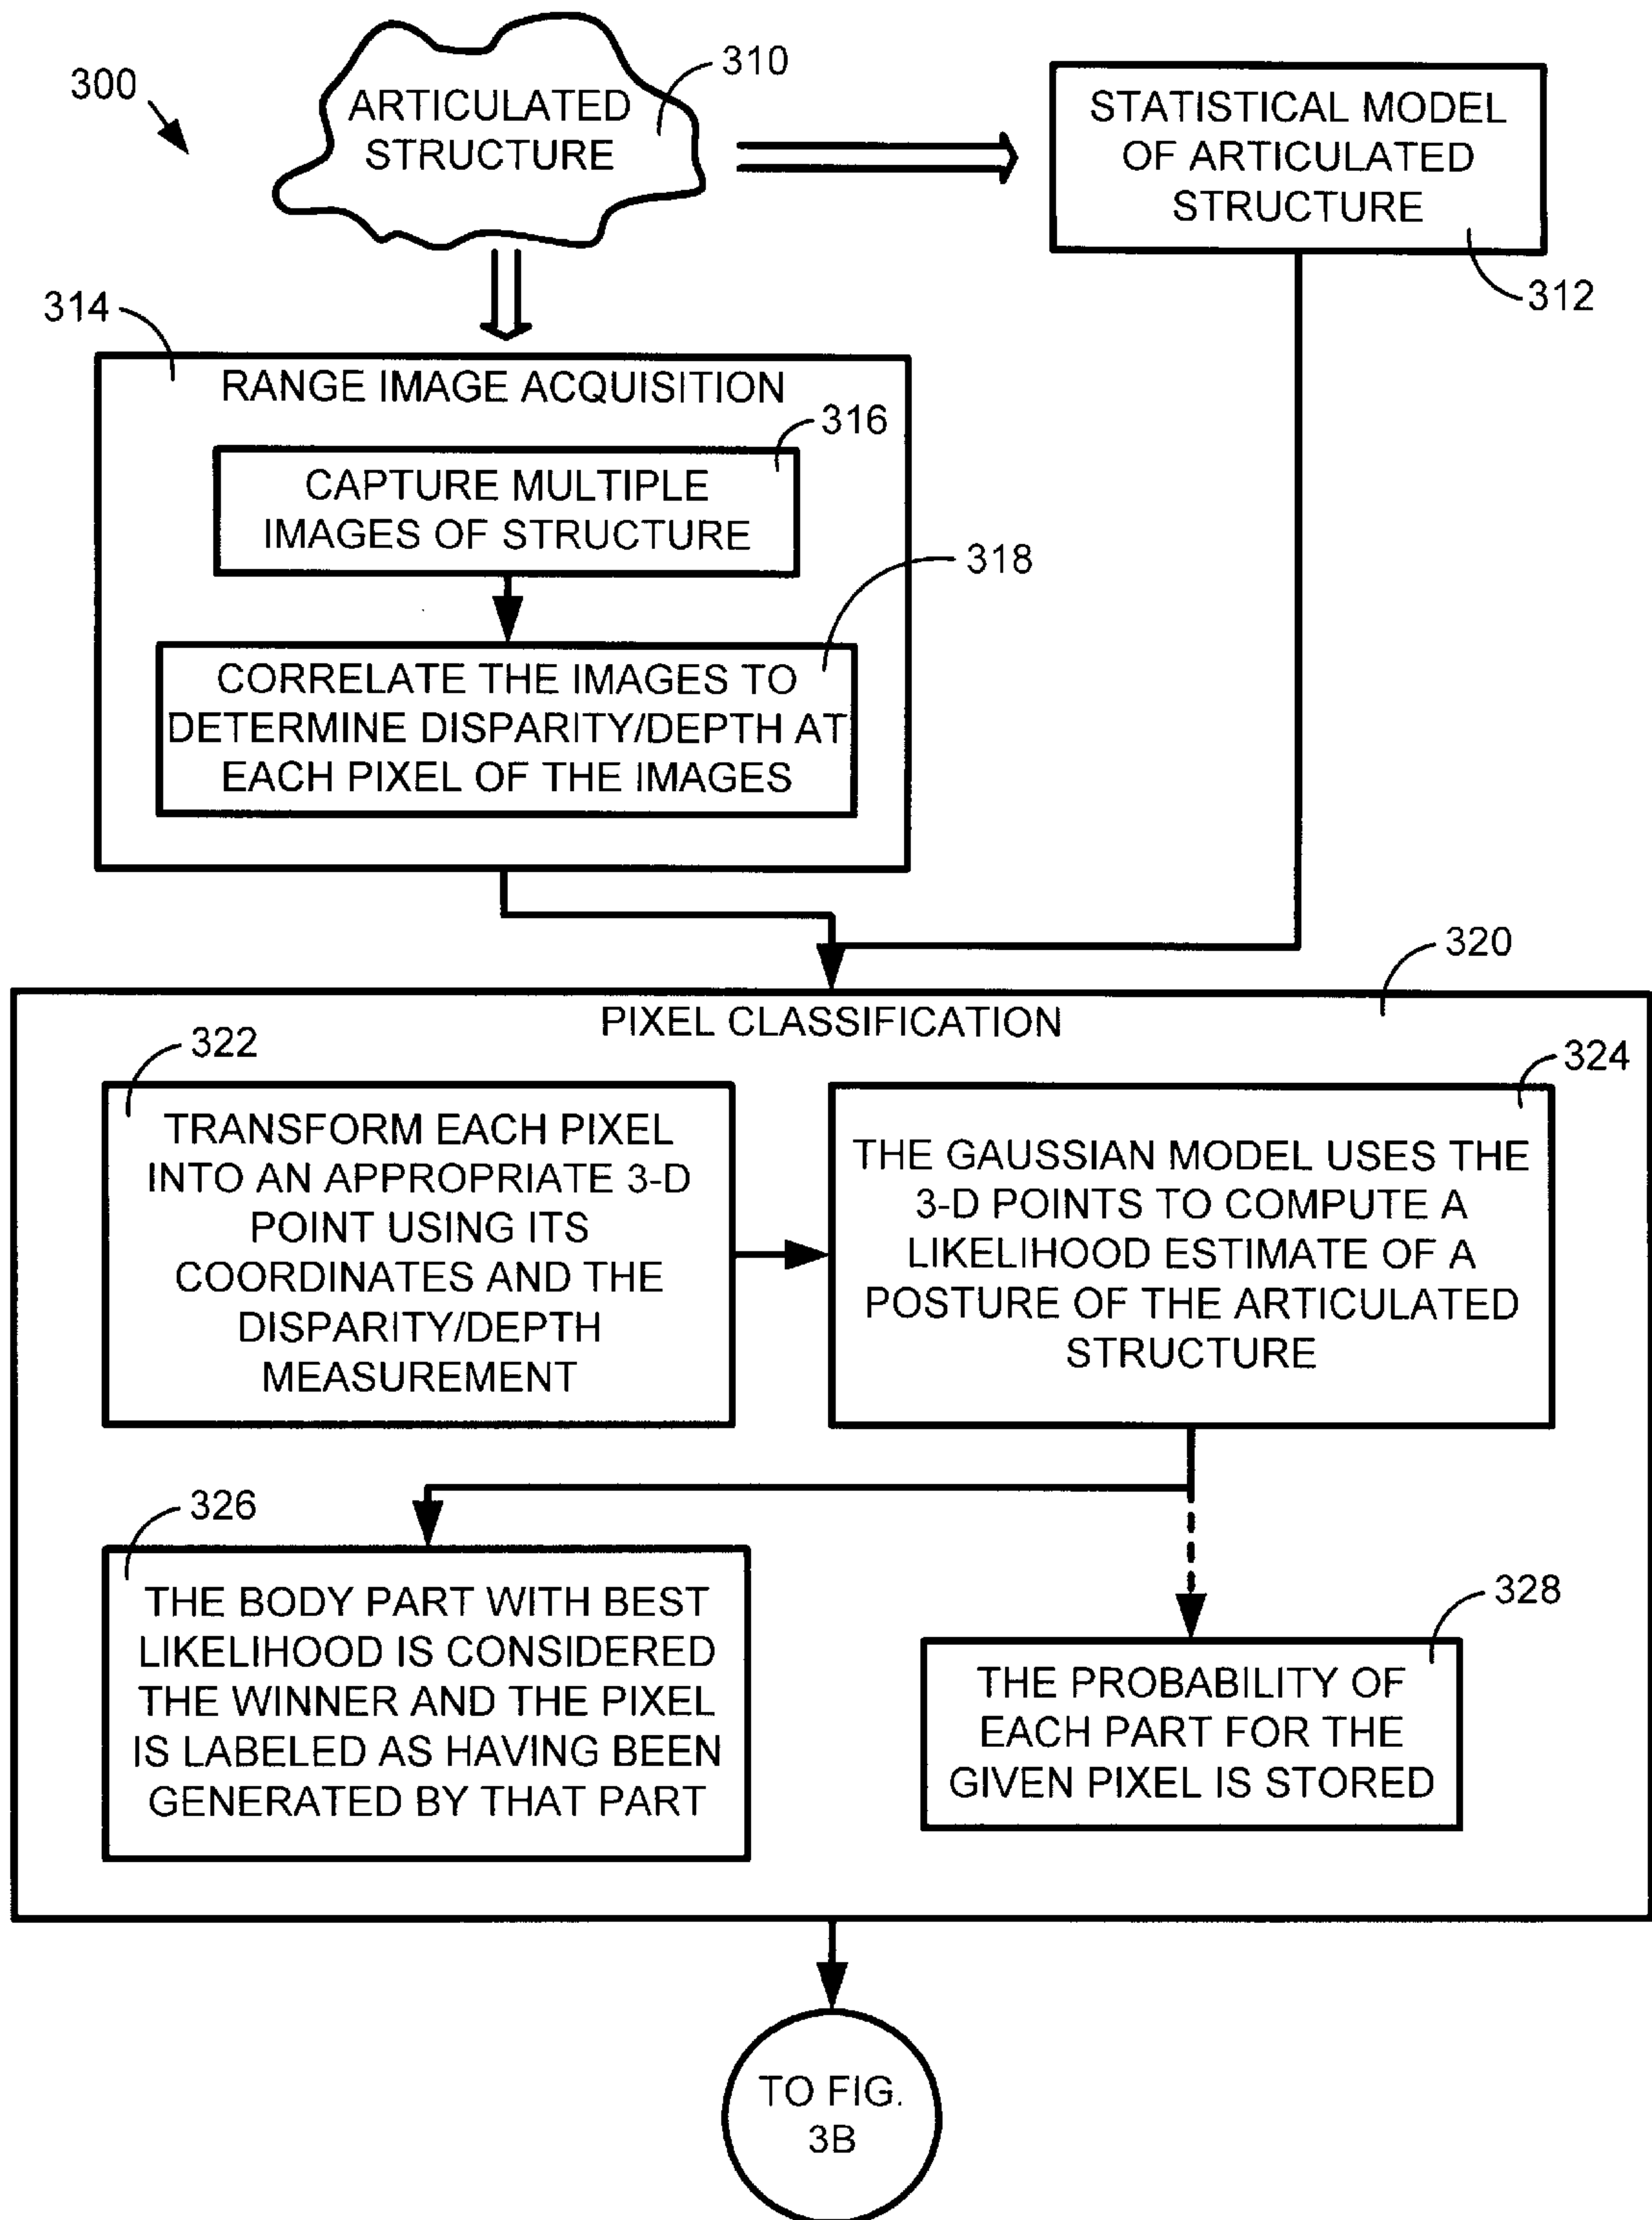 300
310
ARTICULATED
STRUCTURE
STATISTICAL MODEL
OF ARTICULATED
STRUCTURE
312
314
RANGE IMAGE ACQUISITION
316
CAPTURE MULTIPLE
IMAGES OF STRUCTURE
318
CORRELATE THE IMAGES TO
DETERMINE DISPARITY/DEPTH AT
EACH PIXEL OF THE IMAGES
320
PIXEL CLASSIFICATION
322
TRANSFORM EACH PIXEL
INTO AN APPROPRIATE 3-D
POINT USING ITS
COORDINATES AND THE
DISPARITY/DEPTH
MEASUREMENT
324
THE GAUSSIAN MODEL USES THE
3-D POINTS TO COMPUTE A
LIKELIHOOD ESTIMATE OF A
POSTURE OF THE ARTICULATED
STRUCTURE
326
THE BODY PART WITH BEST
LIKELIHOOD IS CONSIDERED
THE WINNER AND THE PIXEL
IS LABELED AS HAVING BEEN
GENERATED BY THAT PART
328
THE PROBABILITY OF
EACH PART FOR THE
GIVEN PIXEL IS STORED
TO FIG.
3B